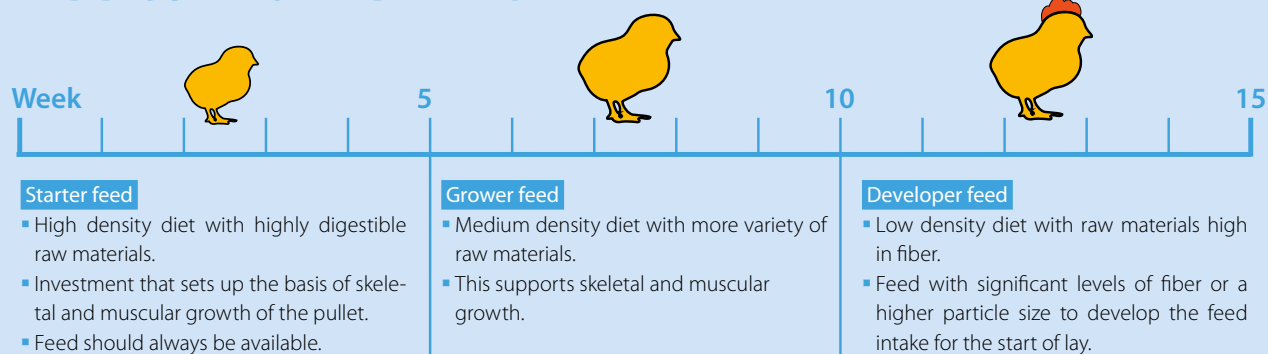 Week 5 10 15
Starter feed
▪ High density diet with highly digestible
raw materials.
▪ Investment that sets up the basis of skele-
tal and muscular growth of the pullet.
▪ Feed should always be available.
Grower feed
▪ Medium density diet with more variety of
raw materials.
▪ This supports skeletal and muscular
growth.
Developer feed
▪ Low density diet with raw materials high
in fiber.
▪ Feed with significant levels of fiber or a
higher particle size to develop the feed
intake for the start of lay.